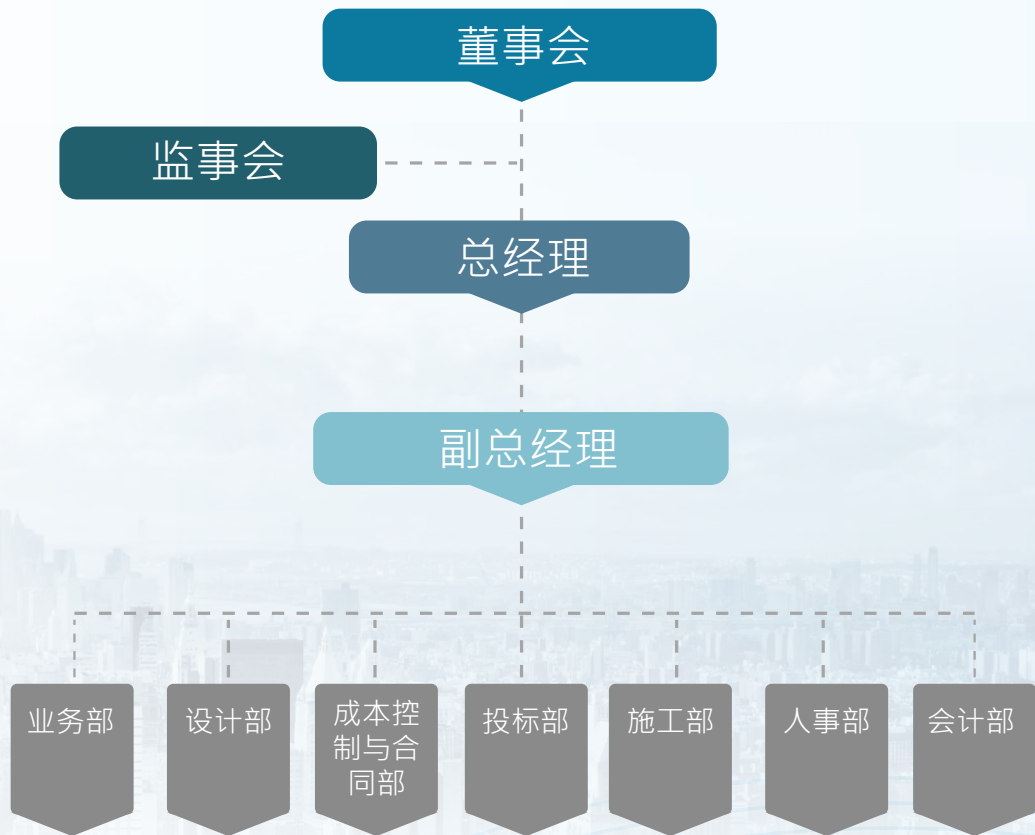 董事会
监事会
总经理
副总经理
业务部
设计部
成本控
制与合
同部
投标部
施工部
人事部
会计部